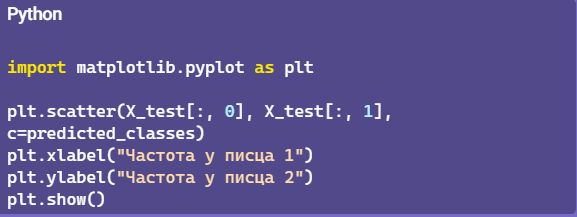 Python
import matplotlib.pyplot as plt
plt.scatter(X_test[:, 0], X_test[:, 1],
c=predicted_classes)
plt.xlabel("Частота у писца 1")
plt.ylabel("Частота у писца 2")
plt.show()